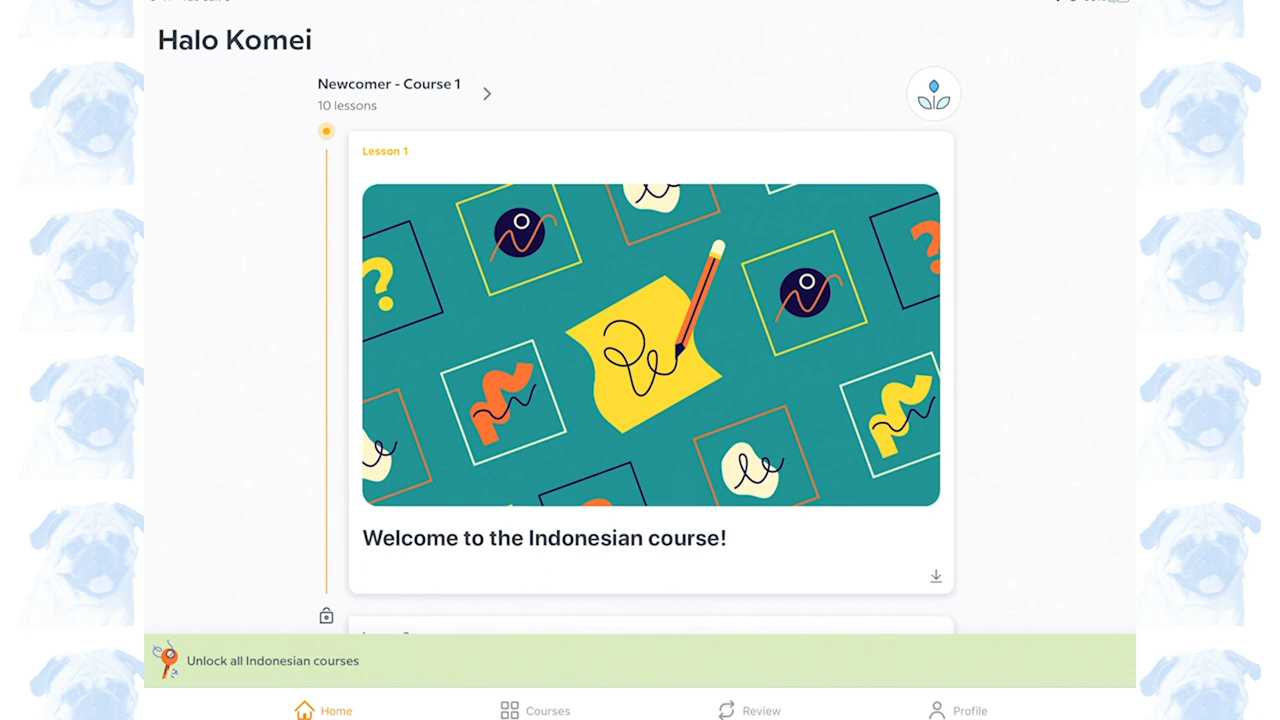 Halo Komei
Newcomer - Course 1
10 lessons
Lesson 1
Welcome to the Indonesian course!
Unlock all Indonesian courses
Home
Courses
Review
Profile